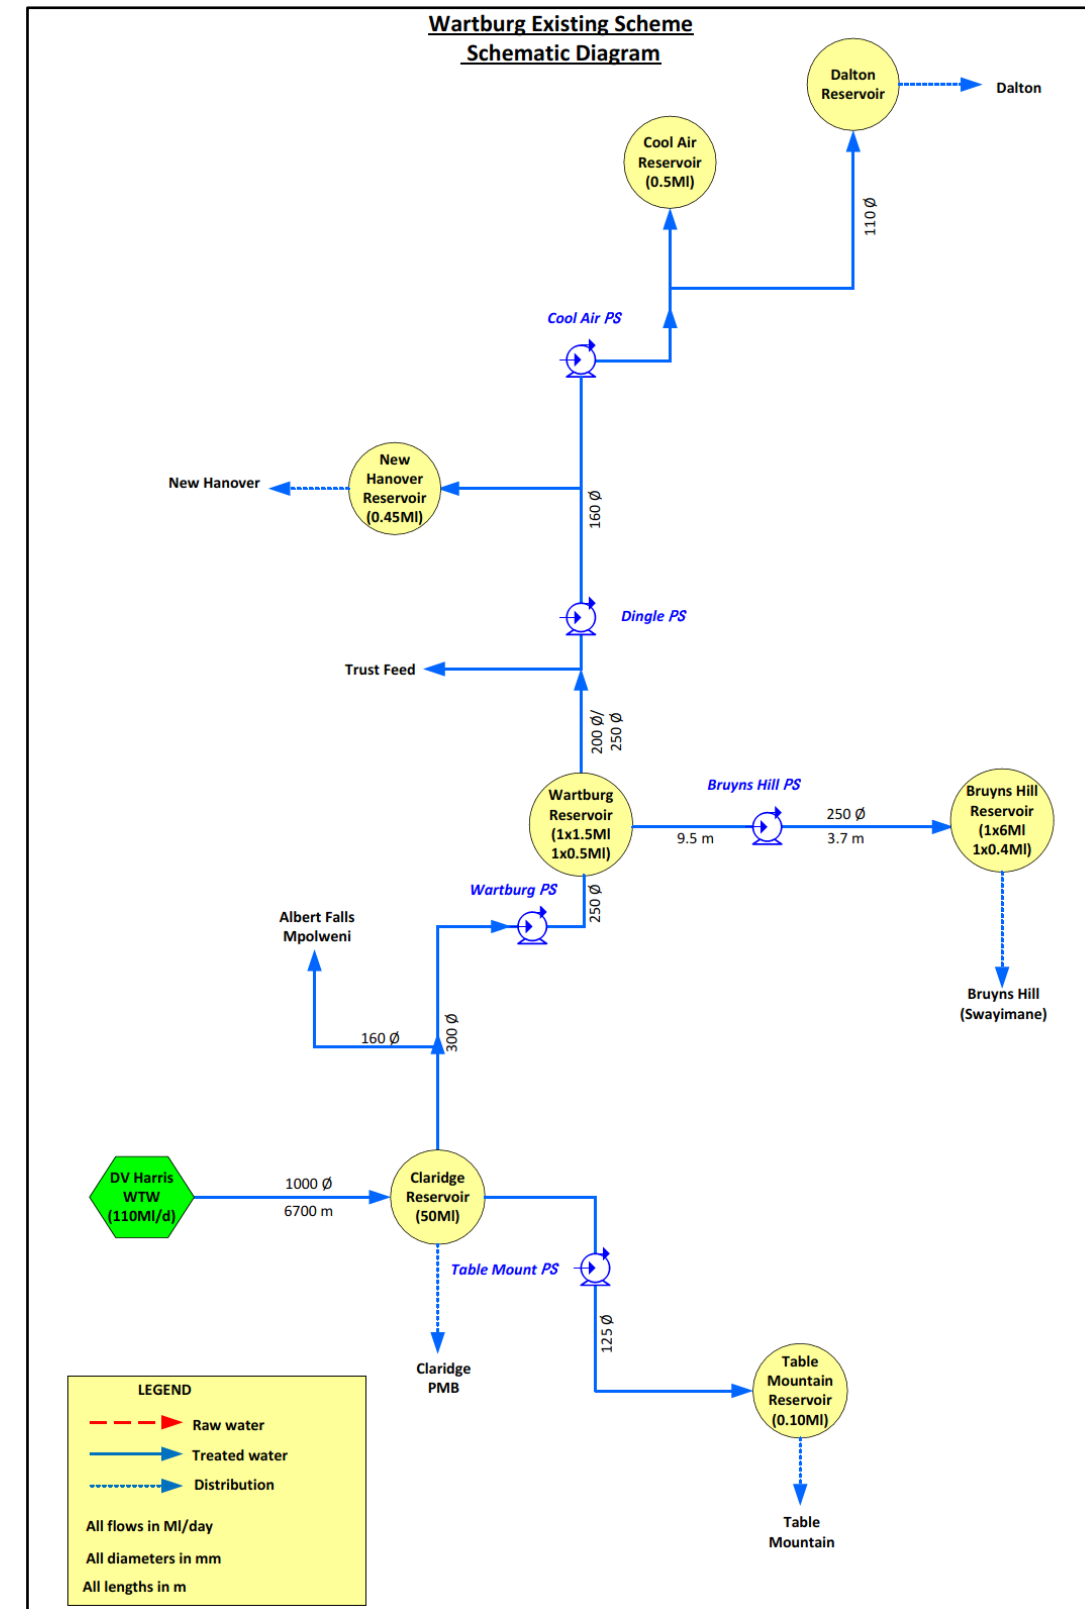 Wartburg Existing Scheme
Schematic Diagram
Dalton
Reservoir
Dalton
Cool Air
Reservoir
(0.5Ml)
110 Ø
Cool Air PS
New
Hanover
Reservoir
(0.45Ml)
New Hanover
160 Ø
Dingle PS
Trust Feed
200 Ø/
250 Ø
Wartburg
Reservoir
(1x1.5Ml
1x0.5Ml)
Bruyns Hill PS
9.5 m
250 Ø
3.7 m
Bruyns Hill
Reservoir
(1x6Ml
1x0.4Ml)
Wartburg PS
250 Ø
Albert Falls
Mpolweni
Bruyns Hill
(Swayimane)
160 Ø
300 Ø
DV Harris
WTW
(110Ml/d)
1000 Ø
6700 m
Claridge
Reservoir
(50Ml)
Table Mount PS
125 Ø
Claridge
PMB
Table
Mountain
Reservoir
(0.10Ml)
Table
Mountain
LEGEND
Raw water
Treated water
Distribution
All flows in Ml/day
All diameters in mm
All lengths in m